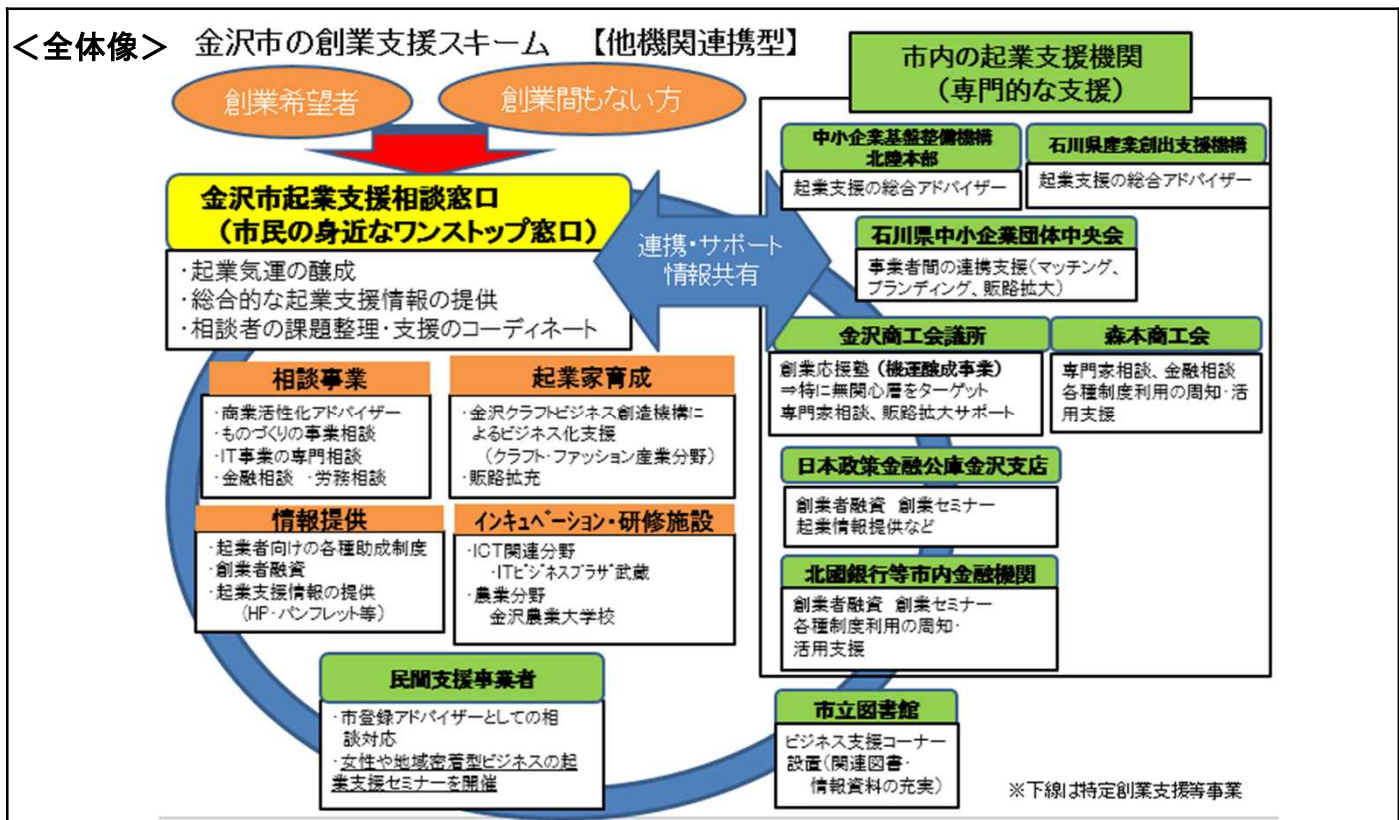 ＜全体像＞ 金沢市の創業支援スキーム 【他機関連携型】
創業希望者
創業間もない方
金沢市起業支援相談窓口
（市民の身近なワンストップ窓口）
・起業気運の醸成
・総合的な起業支援情報の提供
・相談者の課題整理・支援のコーディネート
連携・サポート
情報共有
相談事業
・商業活性化アドバイザー
・ものづくりの事業相談
・IT事業の専門相談
・金融相談 ・労務相談
起業家育成
・金沢クラフトビジネス創造機構に
よるビジネス化支援
（クラフト・ファッション産業分野）
・販路拡充
情報提供
・起業者向けの各種助成制度
・創業者融資
・起業支援情報の提供
（HP・パンフレット等）
インキュベーション・研修施設
・ICT関連分野
・ITビジネスプラザ武蔵
・農業分野
金沢農業大学校
民間支援事業者
・市登録アドバイザーとしての相
談対応
・女性や地域密着型ビジネスの起
業支援セミナーを開催
市内の起業支援機関
（専門的な支援）
中小企業基盤整備機構
北陸本部
起業支援の総合アドバイザー
石川県産業創出支援機構
起業支援の総合アドバイザー
石川県中小企業団体中央会
事業者間の連携支援（マッチング、
ブランディング、販路拡大）
金沢商工会議所
創業応援塾（機運醸成事業）
⇒特に無関心層をターゲット
専門家相談、販路拡大サポート
森本商工会
専門家相談、金融相談
各種制度利用の周知・活
用支援
日本政策金融公庫金沢支店
創業者融資 創業セミナー
起業情報提供など
北國銀行等市内金融機関
創業者融資 創業セミナー
各種制度利用の周知・
活用支援
市立図書館
ビジネス支援コーナー
設置（関連図書・
情報資料の充実）
※下線は特定創業支援等事業